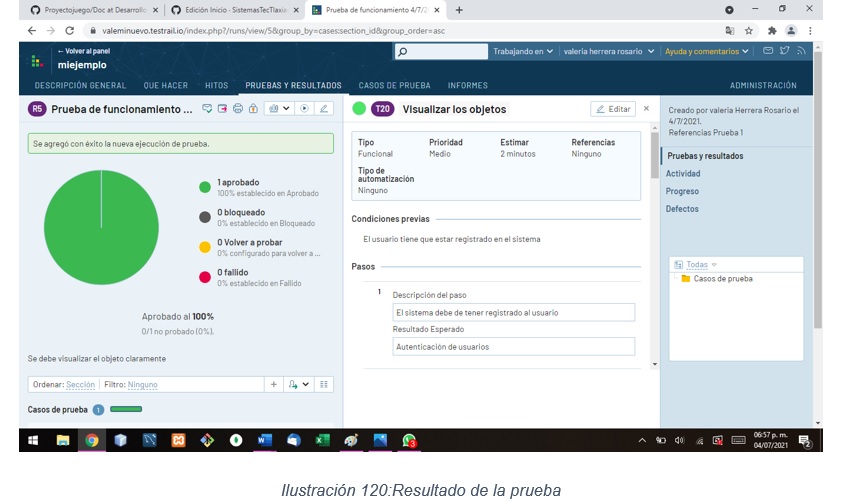 Proyectojuego/Doc at Desarrollo
Edición Inicio - SistemasTecTlaxia
Prueba de funcionamiento 4/7/2
valeminuevo.testrail.io/index.php?/runs/view/5&group_by=cases:section_id&group_order=asc
← Volver al panel
miejemplo
Trabajando en
valeria herrera rosario
Ayuda y comentarios
DESCRIPCIÓN GENERAL QUE HACER HITOS PRUEBAS Y RESULTADOS CASOS DE PRUEBA INFORMES ADMINISTRACIÓN
R5 Prueba de funcionamiento ...
Se agregó con éxito la nueva ejecución de prueba.
1 aprobado
100% establecido en Aprobado
0 bloqueado
0% establecido en Bloqueado
0 Volver a probar
0% configurado para volver a ...
0 fallido
0% establecido en Fallido
Aprobado al 100%
0/1 no probado (0%).
Se debe visualizar el objeto claramente
Ordenar: Sección Filtro: Ninguno
Casos de prueba 1
T20 Visualizar los objetos
Editar
Tipo Prioridad Estimar Referencias
Funcional Medio 2 minutos Ninguno
Tipo de
automatización
Ninguno
Condiciones previas
El usuario tiene que estar registrado en el sistema
Pasos
1 Descripción del paso
El sistema debe de tener registrado al usuario
Resultado Esperado
Autenticación de usuarios
Creado por valeria Herrera Rosario el
4/7/2021.
Referencias Prueba 1
Pruebas y resultados
Actividad
Progreso
Defectos
Todas
Casos de prueba
06:57 p. m.
04/07/2021
3
2
Ilustración 120:Resultado de la prueba